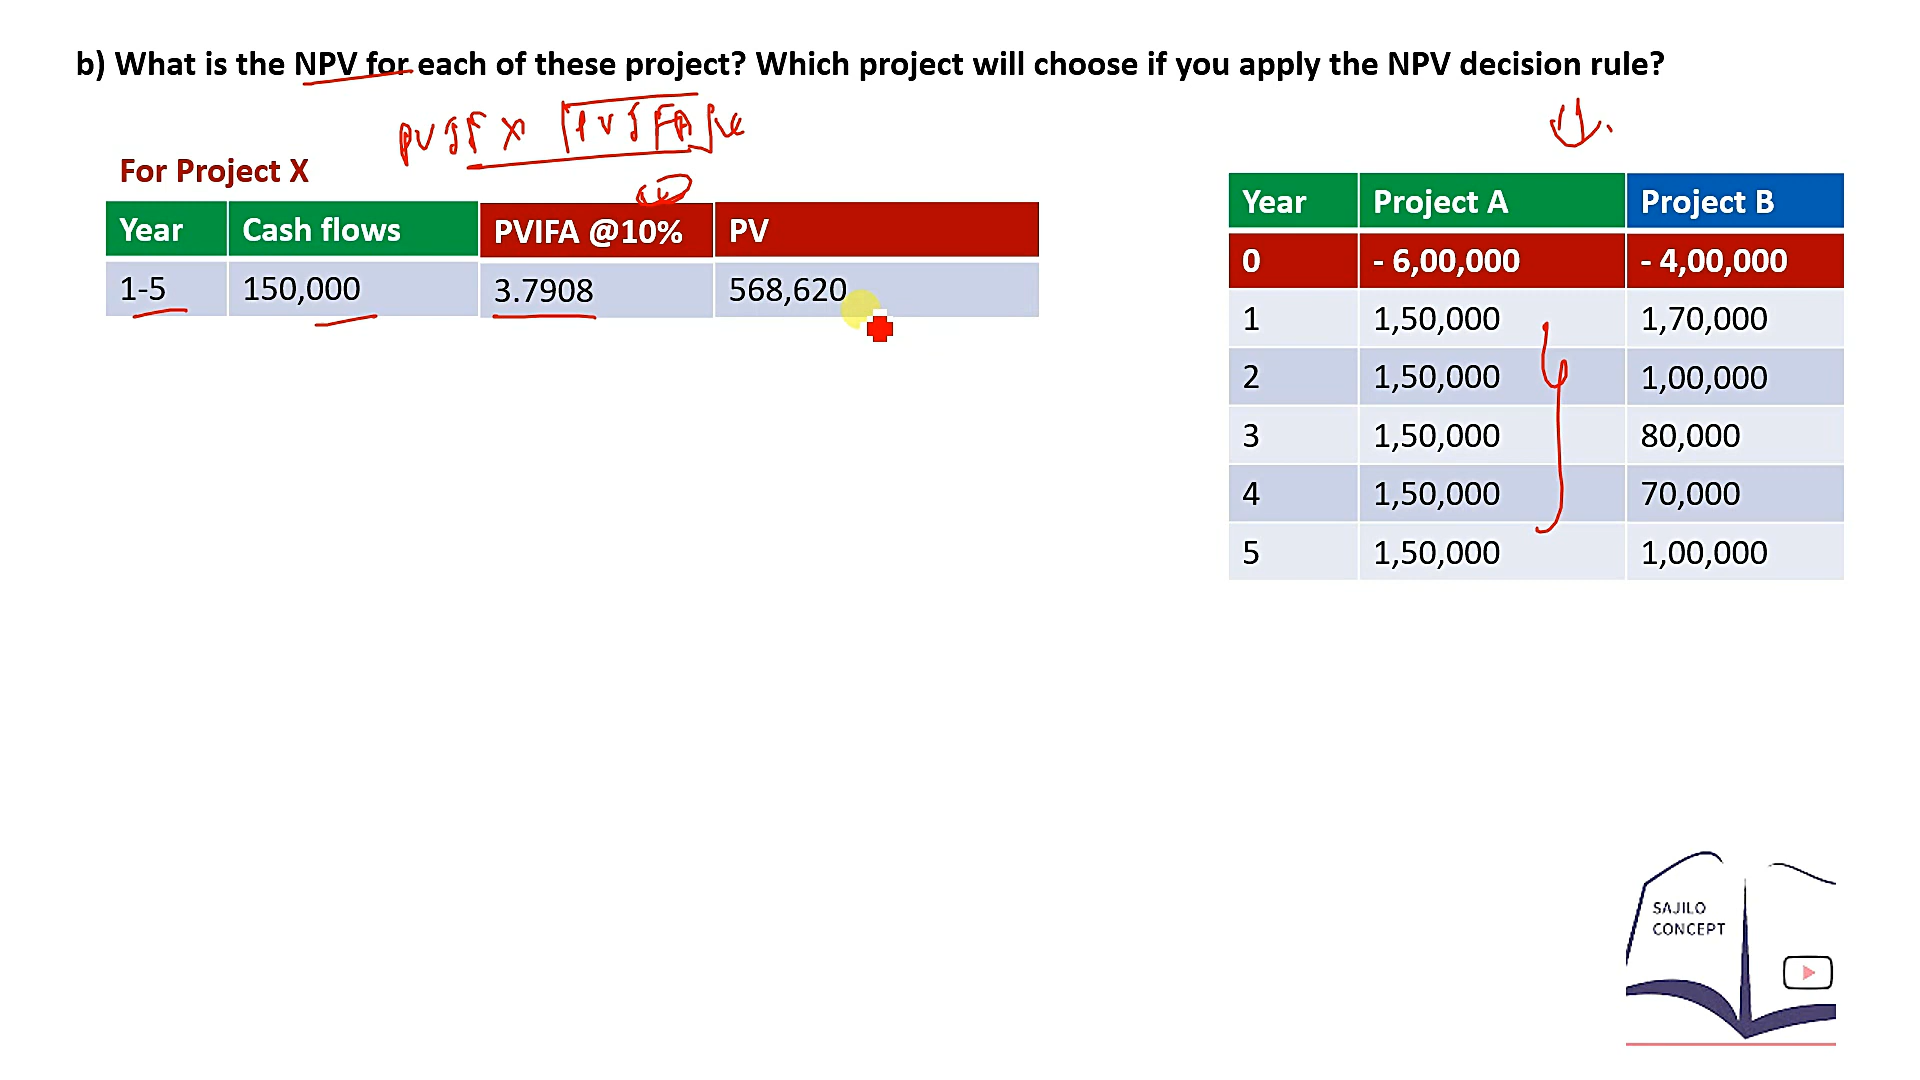 b) What is the NPV for each of these project? Which project will choose if you apply the NPV decision rule?
PVIF X PVIFA
For Project X
Year Cash flows PVIFA @10% PV
1-5 150,000 3.7908 568,620
Year Project A Project B
0 - 6,00,000 - 4,00,000
1 1,50,000 1,70,000
2 1,50,000 1,00,000
3 1,50,000 80,000
4 1,50,000 70,000
5 1,50,000 1,00,000
SAJILO
CONCEPT